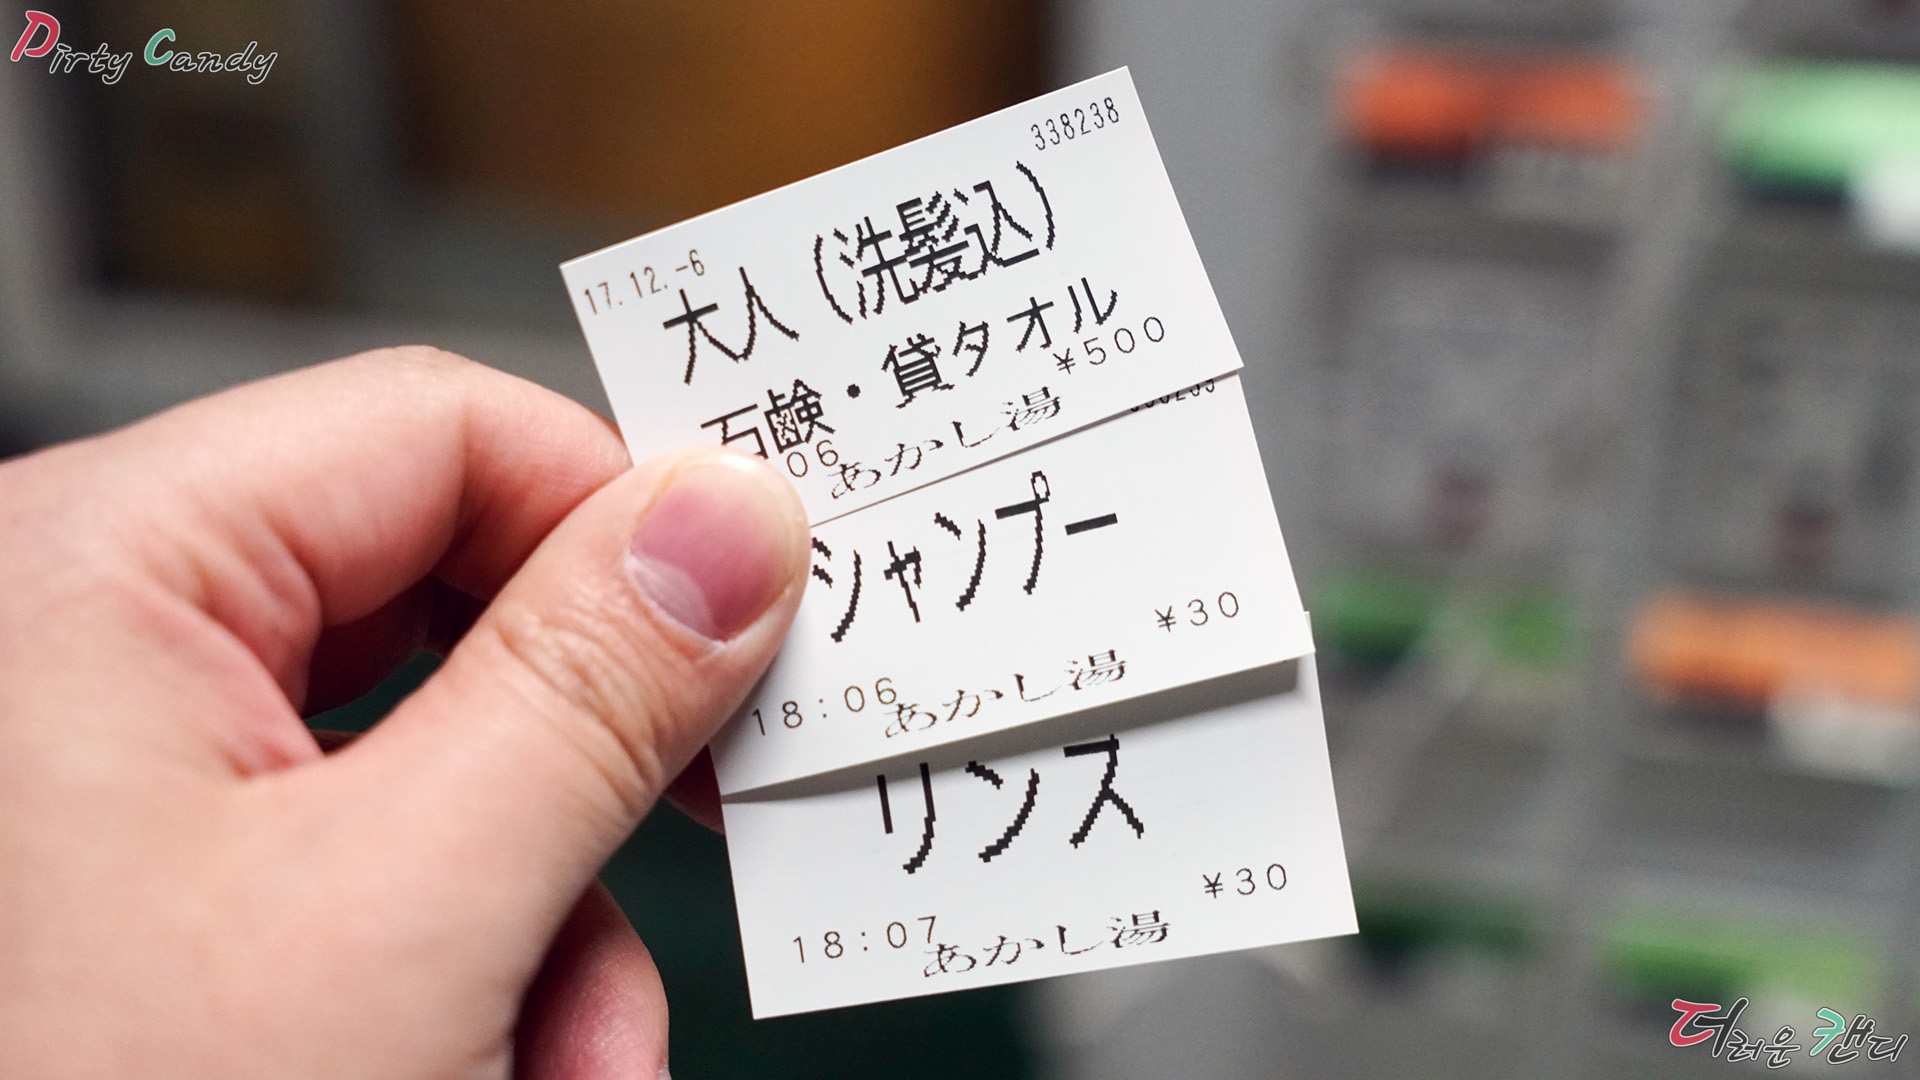 Dirty Candy
338238
17.12.-6
大人(洗髪込)
石鹸・貸タオル
¥500
06
あかし湯
シャンプー
¥30
18:06
あかし湯
リンス
¥30
18:07
あかし湯
더러운 캔디